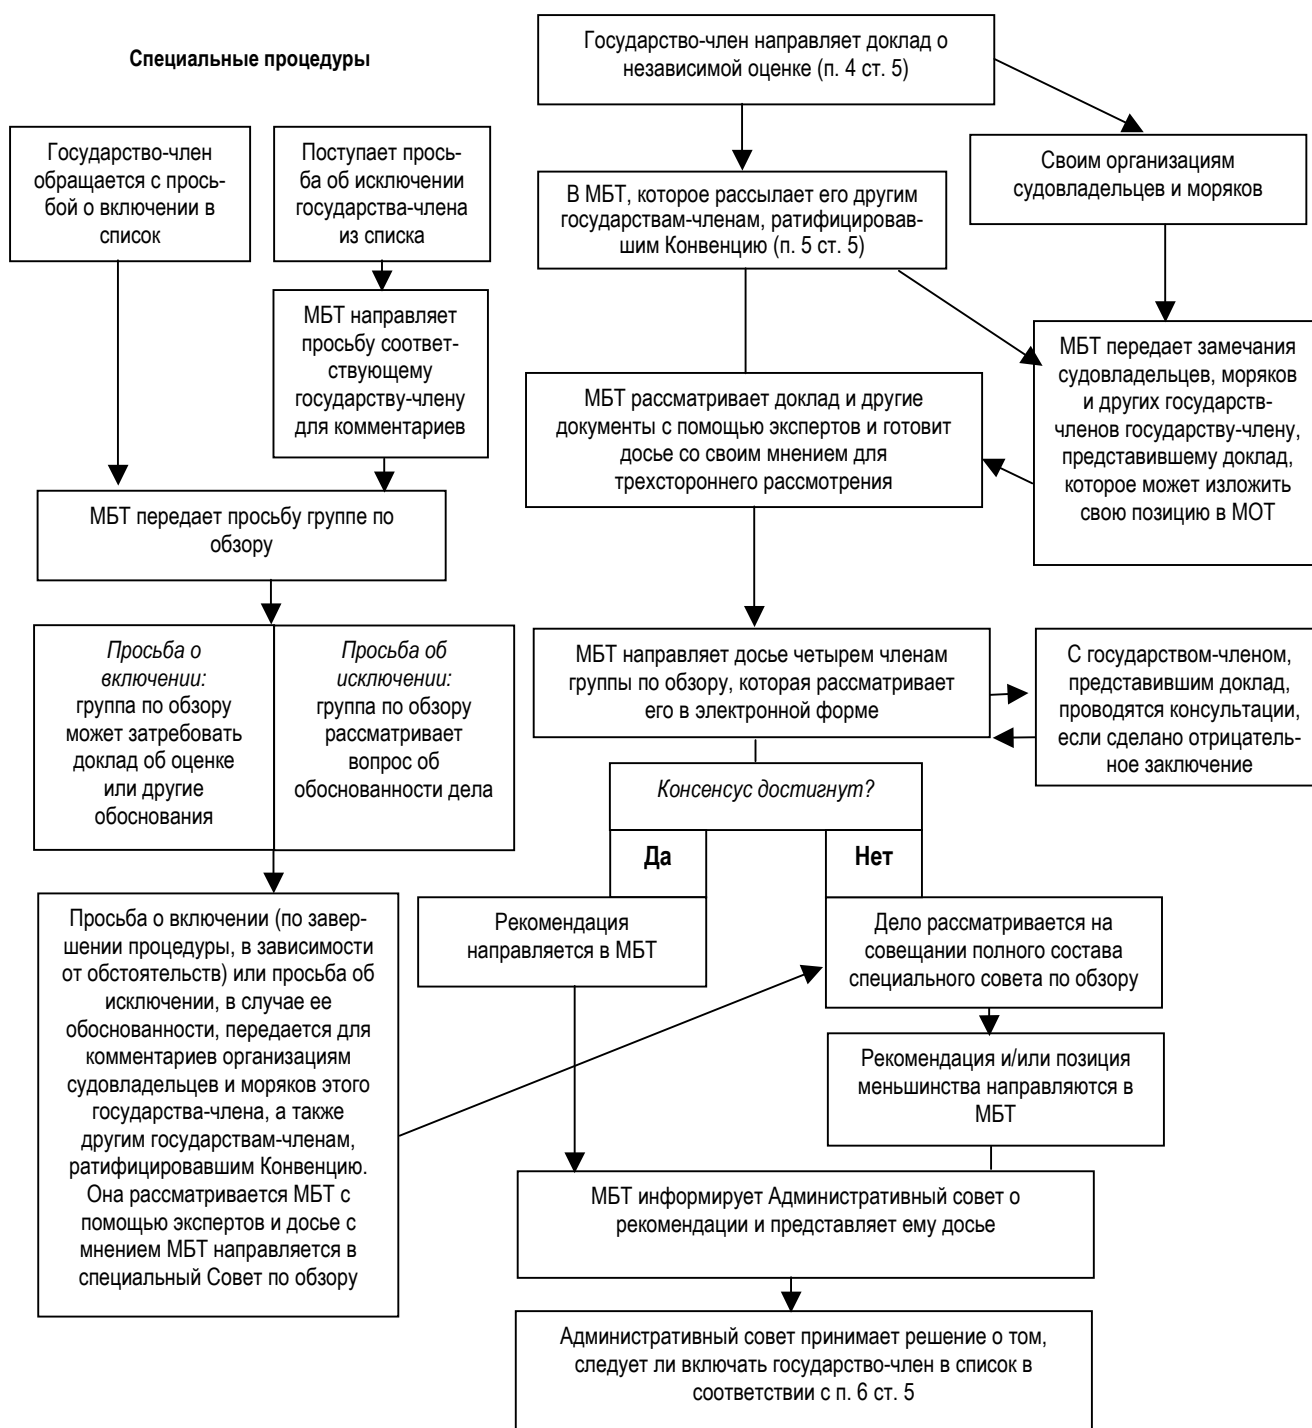 Специальные процедуры
Государство-член
обращается с прось-
бой о включении в
список
Поступает прось-
ба об исключении
государства-члена
из списка
МБТ направляет
просьбу соответ-
ствующему
государству-члену
для комментариев
МБТ передает просьбу группе по
обзору
Просьба о
включении:
группа по обзору
может затребовать
доклад об оценке
или другие
обоснования
Просьба об
исключении:
группа по обзору
рассматривает
вопрос об
обоснованности дела
Просьба о включении (по завер-
шении процедуры, в зависимости
от обстоятельств) или просьба об
исключении, в случае ее
обоснованности, передается для
комментариев организациям
судовладельцев и моряков этого
государства-члена, а также
другим государствам-членам,
ратифицировавшим Конвенцию.
Она рассматривается МБТ с
помощью экспертов и досье с
мнением МБТ направляется в
специальный Совет по обзору
Государство-член направляет доклад о
независимой оценке (п. 4 ст. 5)
Своим организациям
судовладельцев и моряков
В МБТ, которое рассылает его другим
государствам-членам, ратифицировав-
шим Конвенцию (п. 5 ст. 5)
МБТ передает замечания
судовладельцев, моряков
и других государств-
членов государству-члену,
представившему доклад,
которое может изложить
свою позицию в МОТ
МБТ рассматривает доклад и другие
документы с помощью экспертов и готовит
досье со своим мнением для
трехстороннего рассмотрения
МБТ направляет досье четырем членам
группы по обзору, которая рассматривает
его в электронной форме
С государством-членом,
представившим доклад,
проводятся консультации,
если сделано отрицатель-
ное заключение
Консенсус достигнут?
Да
Нет
Рекомендация
направляется в МБТ
Дело рассматривается на
совещании полного состава
специального совета по обзору
Рекомендация и/или позиция
меньшинства направляются в
МБТ
МБТ информирует Административный совет о
рекомендации и представляет ему досье
Административный совет принимает решение о том,
следует ли включать государство-член в список в
соответствии с п. 6 ст. 5